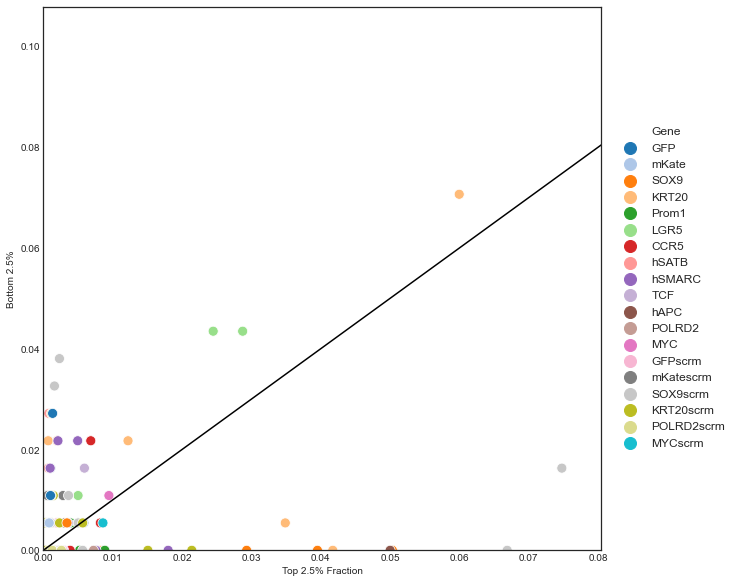 0.10
0.08
0.06
0.04
0.02
0.00
Bottom 2.5%
0.00 0.01 0.02 0.03 0.04 0.05 0.06 0.07 0.08
Top 2.5% Fraction
Gene
GFP
mKate
SOX9
KRT20
Prom1
LGR5
CCR5
hSATB
hSMARC
TCF
hAPC
POLRD2
MYC
GFPscrm
mKatescrm
SOX9scrm
KRT20scrm
POLRD2scrm
MYCscrm